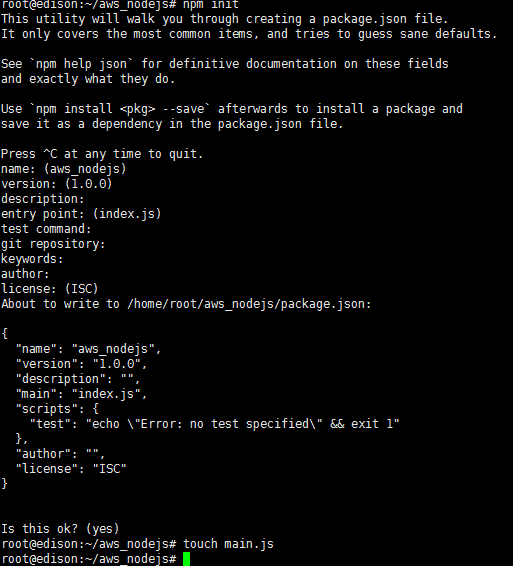 root@edison:~/aws_nodejs# npm init
This utility will walk you through creating a package.json file.
It only covers the most common items, and tries to guess sane defaults.

See `npm help json` for definitive documentation on these fields
and exactly what they do.

Use `npm install <pkg> --save` afterwards to install a package and
save it as a dependency in the package.json file.

Press ^C at any time to quit.
name: (aws_nodejs)
version: (1.0.0)
description:
entry point: (index.js)
test command:
git repository:
keywords:
author:
license: (ISC)
About to write to /home/root/aws_nodejs/package.json:

{
  "name": "aws_nodejs",
  "version": "1.0.0",
  "description": "",
  "main": "index.js",
  "scripts": {
    "test": "echo \"Error: no test specified\" && exit 1"
  },
  "author": "",
  "license": "ISC"
}


Is this ok? (yes)
root@edison:~/aws_nodejs# touch main.js
root@edison:~/aws_nodejs#